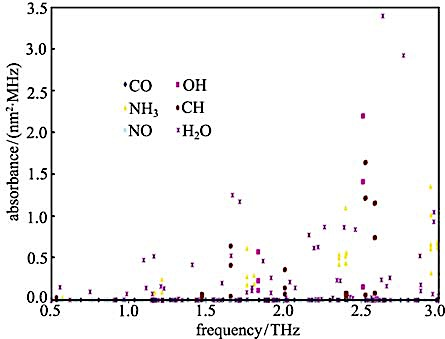 absorbance/(nm²·MHz)
3.5
3.0
2.5
2.0
1.5
1.0
0.5
0.0
CO OH
NH₃ CH
NO H₂O
0.5 1.0 1.5 2.0 2.5 3.0
frequency/THz